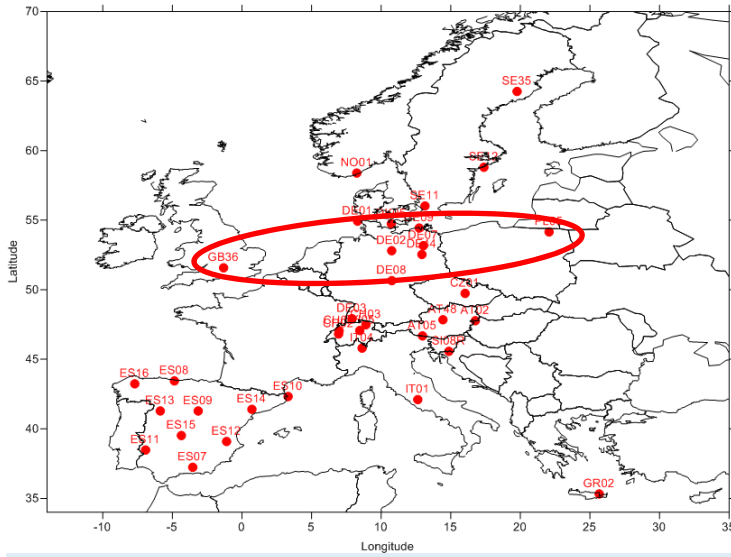 70
SE35
65
60
NO01
SE12
SE11
55
DE01
DE09
PL05
DE07
DE02
GB36
DE08
50
CZ01
DE03
AT48
AT02
CH03
AT05
SI08R
IT04
45
ES16
ES08
ES10
ES13
ES09
ES14
IT01
ES15
ES12
40
ES11
ES07
GR02
35
-10
-5
0
5
10
15
20
25
30
35
Latitude
Longitude